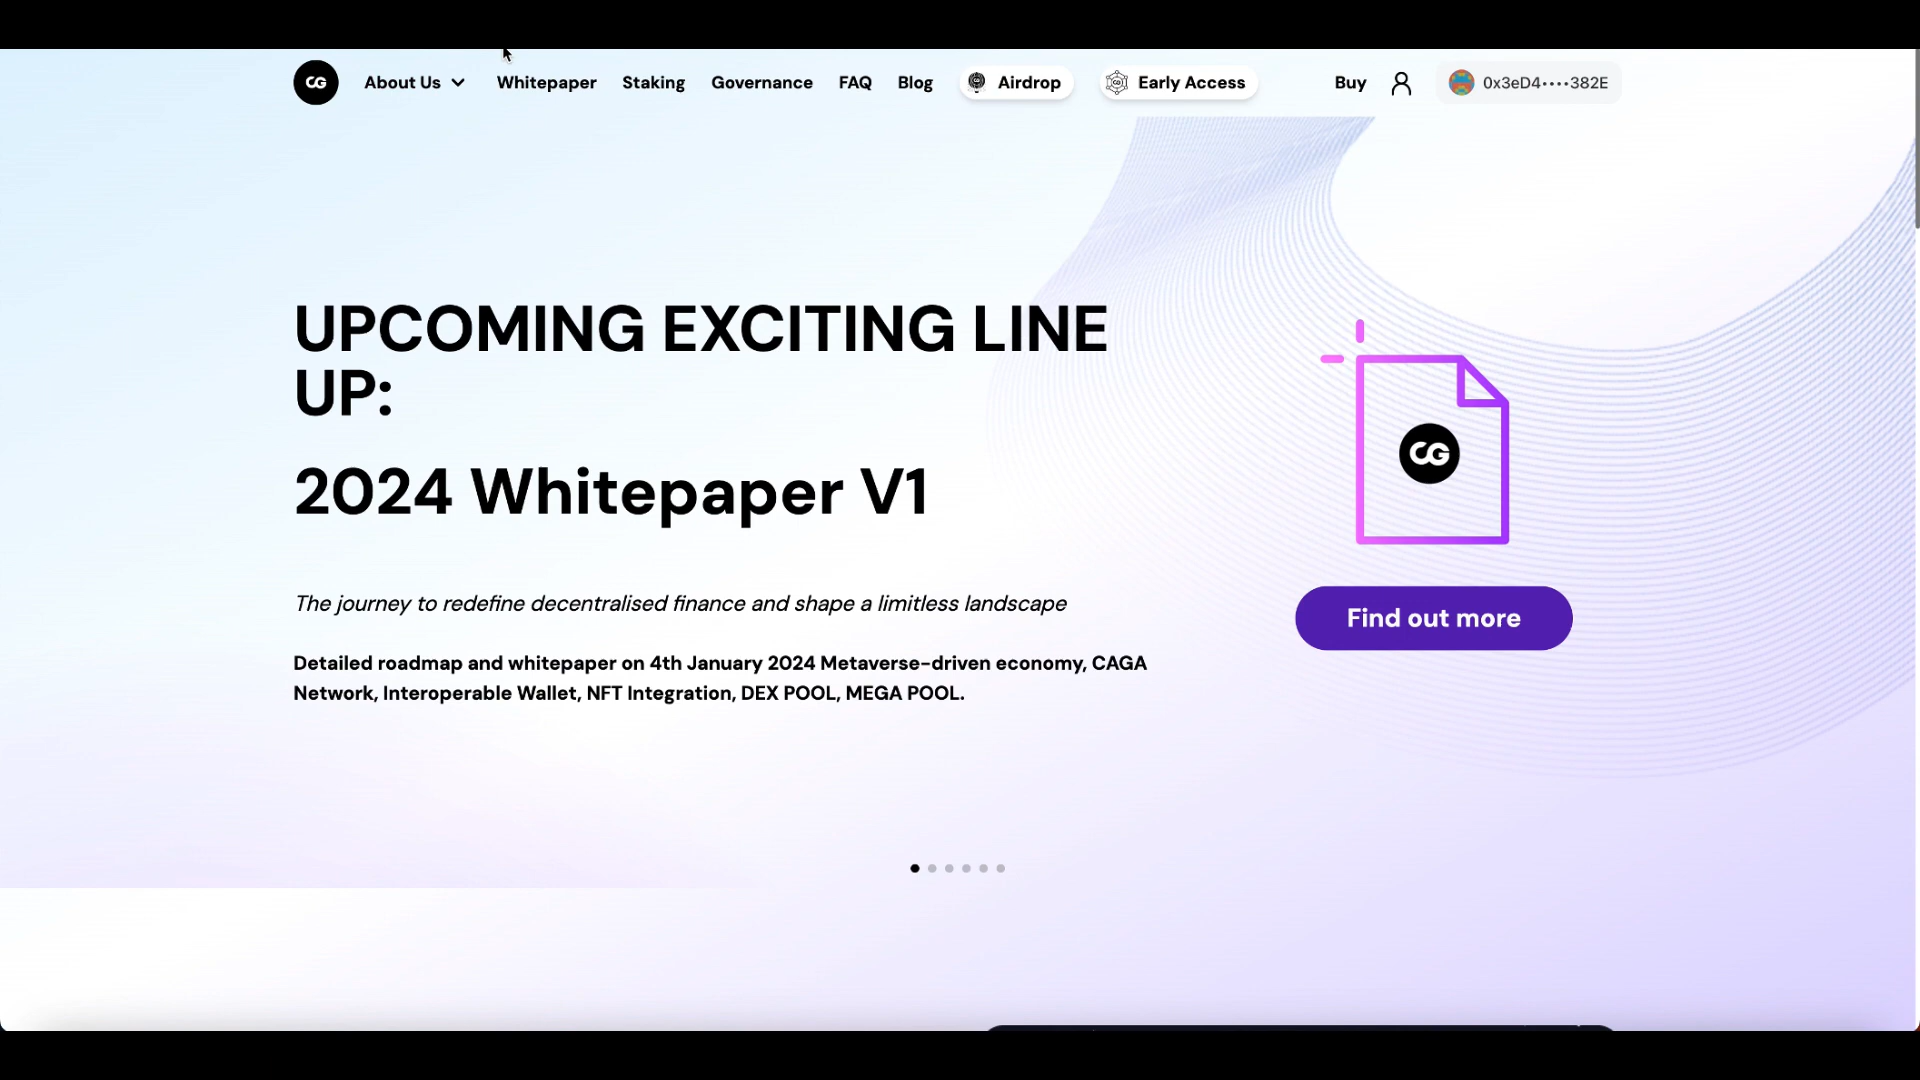 CG About Us Whitepaper Staking Governance FAQ Blog Airdrop Early Access Buy 0x3eD4••••382E
UPCOMING EXCITING LINE
UP:
2024 Whitepaper V1
CG
The journey to redefine decentralised finance and shape a limitless landscape
Find out more
Detailed roadmap and whitepaper on 4th January 2024 Metaverse-driven economy, CAGA
Network, Interoperable Wallet, NFT Integration, DEX POOL, MEGA POOL.